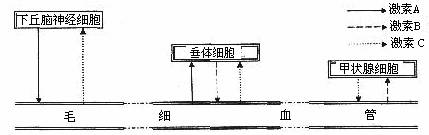 下丘脑神经细胞
激素A
激素B
激素C
垂体细胞
甲状腺细胞
毛 细 血 管